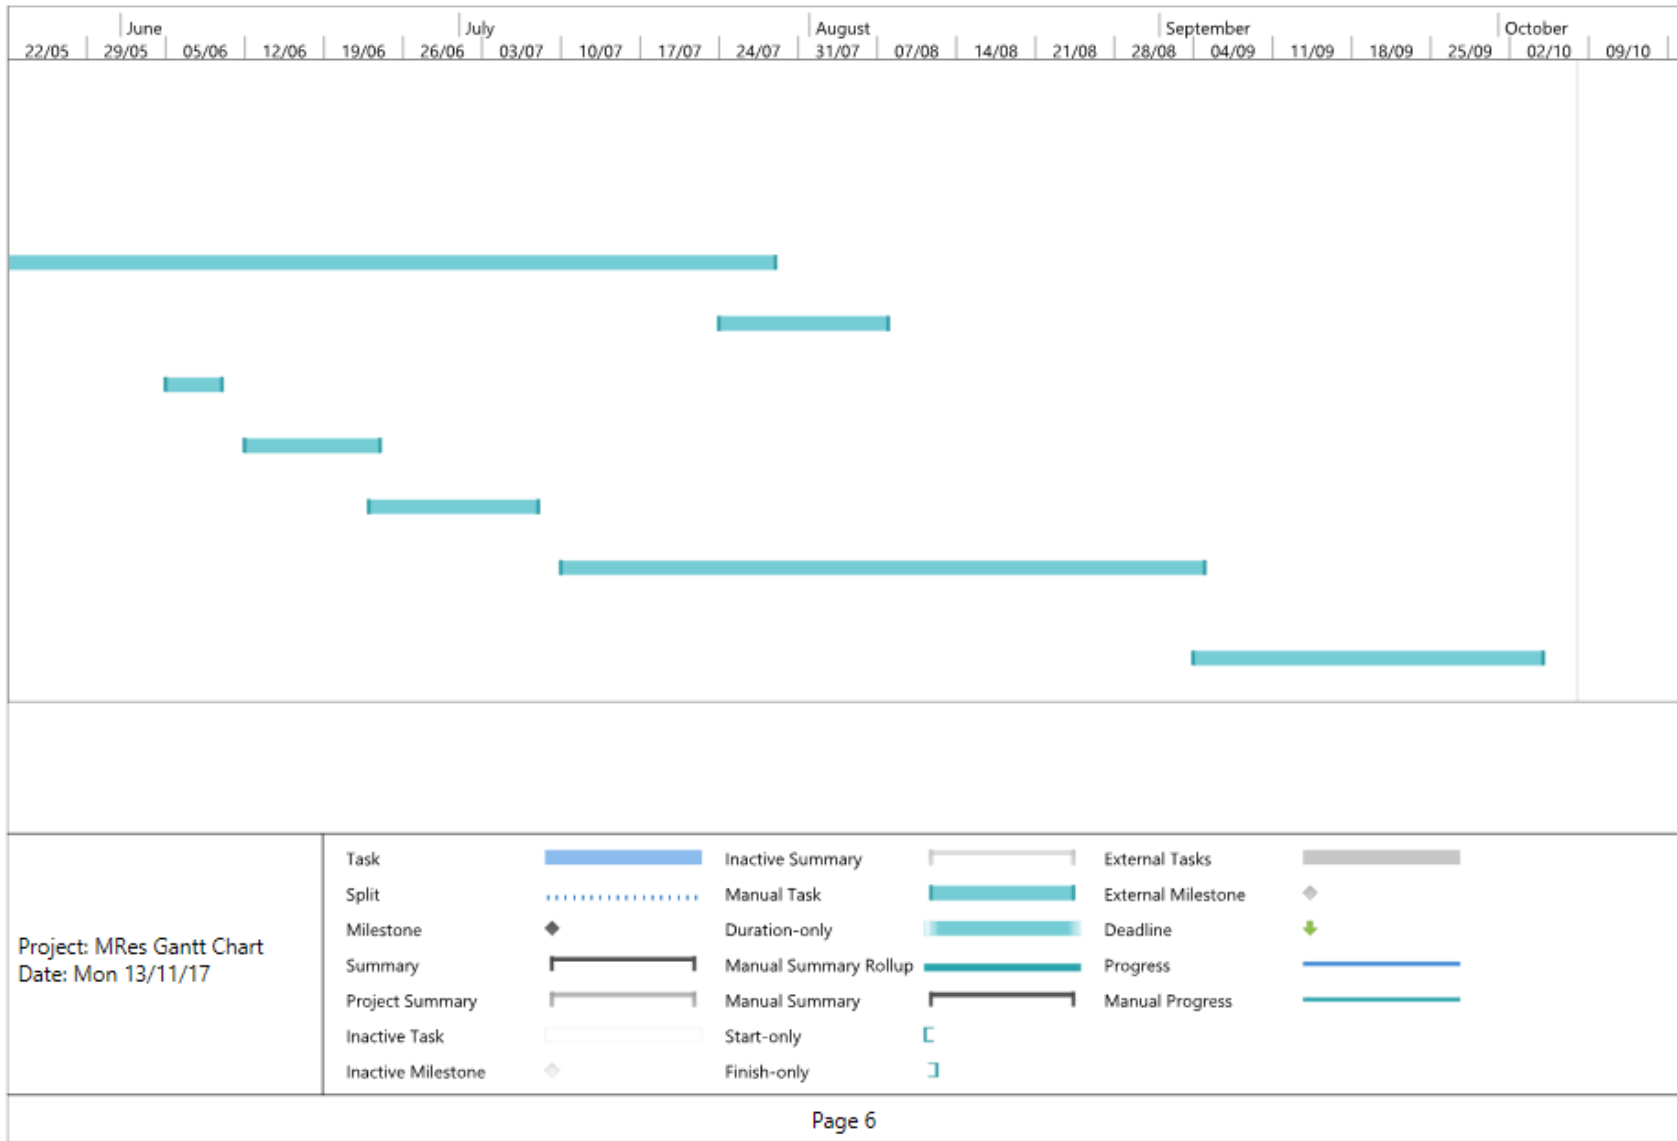 June July August September October
22/05 29/05 05/06 12/06 19/06 26/06 03/07 10/07 17/07 24/07 31/07 07/08 14/08 21/08 28/08 04/09 11/09 18/09 25/09 02/10 09/10
Project: MRes Gantt Chart
Date: Mon 13/11/17
Task
Split
Milestone
Summary
Project Summary
Inactive Task
Inactive Milestone
Inactive Summary
Manual Task
Duration-only
Manual Summary Rollup
Manual Summary
Start-only
Finish-only
External Tasks
External Milestone
Deadline
Progress
Manual Progress
Page 6